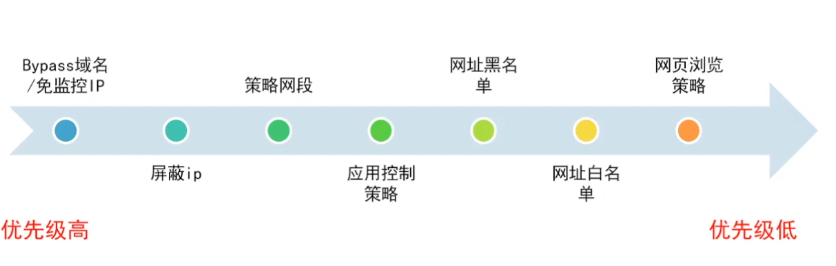 Bypass域名
/免监控IP
屏蔽ip
策略网段
应用控制
策略
网址黑名
单
网址白名
单
网页浏览
策略
优先级高
优先级低